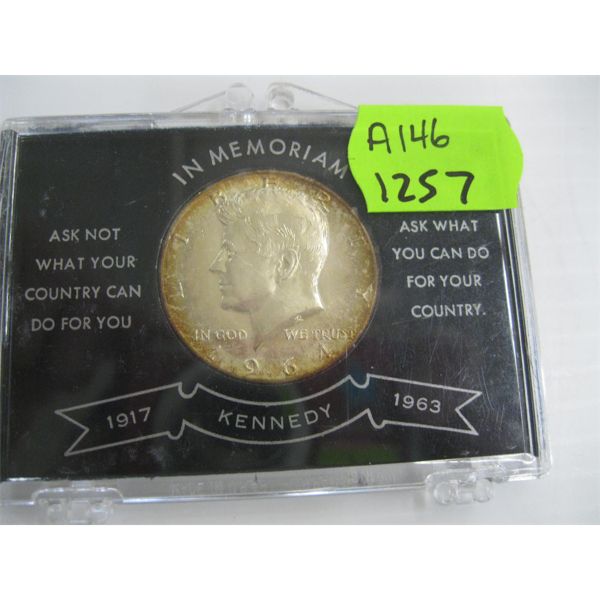 A146
1257
IN MEMORIAM
ASK NOT
WHAT YOUR
COUNTRY CAN
DO FOR YOU
LIBERTY
IN GOD WE TRUST
1964
ASK WHAT
YOU CAN DO
FOR YOUR
COUNTRY.
1917 KENNEDY 1963